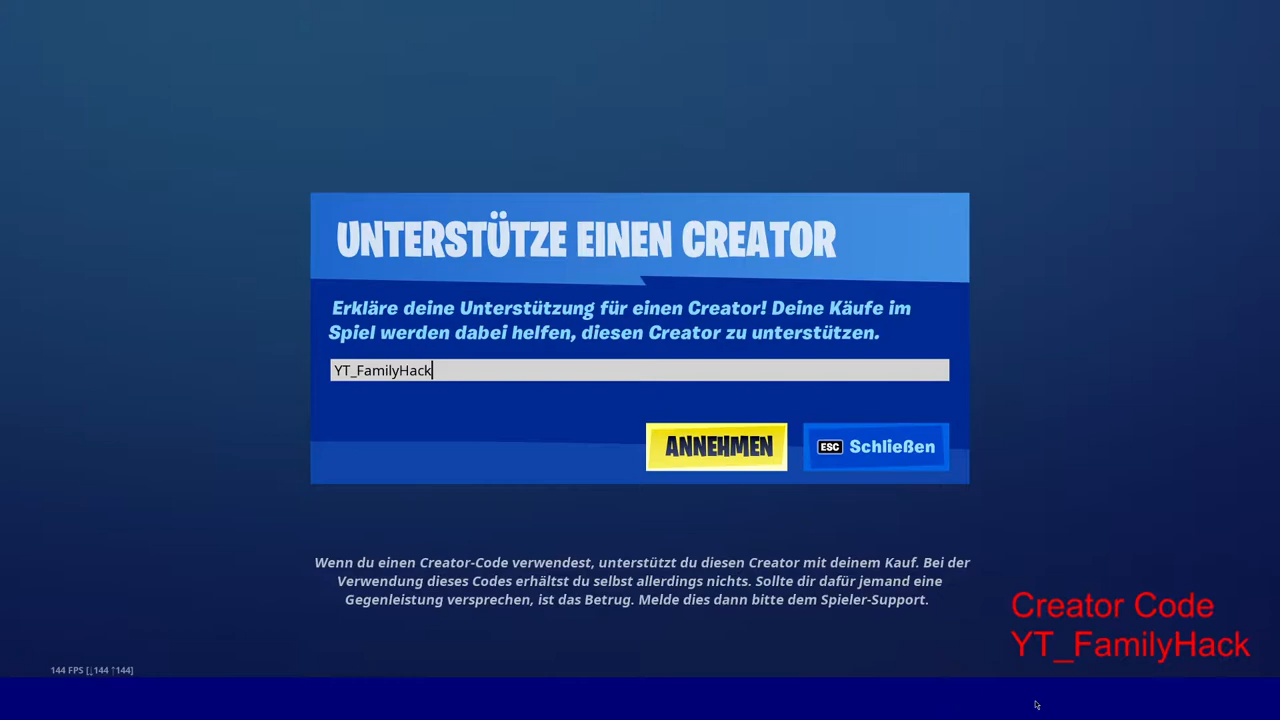 UNTERSTÜTZE EINEN CREATOR
Erkläre deine Unterstützung für einen Creator! Deine Käufe im
Spiel werden dabei helfen, diesen Creator zu unterstützen.
YT_FamilyHack
ANNEHMEN
ESC Schließen
Wenn du einen Creator-Code verwendest, unterstützt du diesen Creator mit deinem Kauf. Bei der
Verwendung dieses Codes erhältst du selbst allerdings nichts. Sollte dir dafür jemand eine
Gegenleistung versprechen, ist das Betrug. Melde dies dann bitte dem Spieler-Support.
Creator Code
YT_FamilyHack
144 FPS [↓144 ↑144]